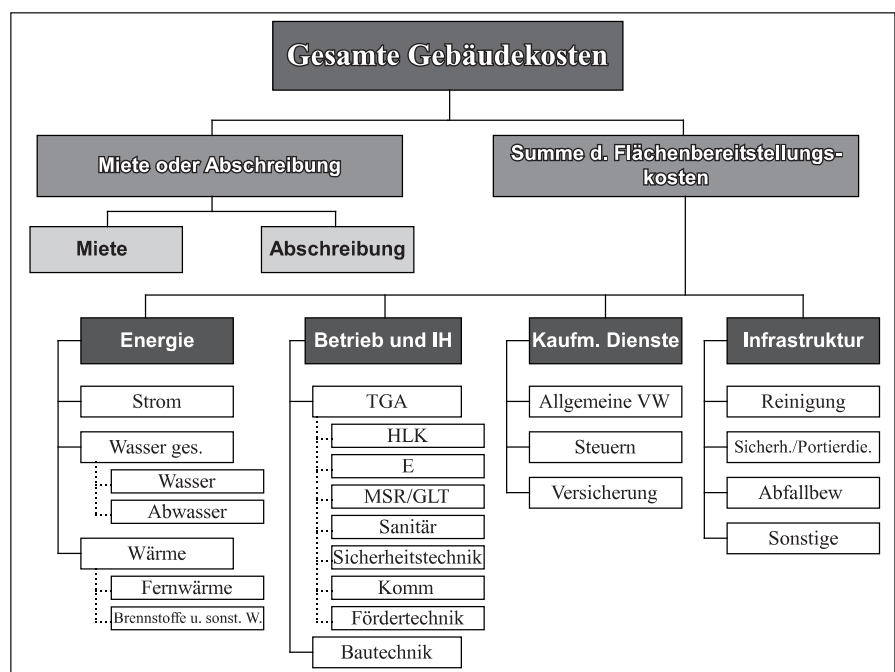 Gesamte Gebäudekosten
Miete oder Abschreibung
Summe d. Flächenbereitstellungs-
kosten
Miete
Abschreibung
Energie
Strom
Wasser ges.
Wasser
Abwasser
Wärme
Fernwärme
Brennstoffe u. sonst. W.
Betrieb und IH
TGA
HLK
E
MSR/GLT
Sanitär
Sicherheitstechnik
Komm
Fördertechnik
Bautechnik
Kaufm. Dienste
Allgemeine VW
Steuern
Versicherung
Infrastruktur
Reinigung
Sicherh./Portierdie.
Abfallbew
Sonstige